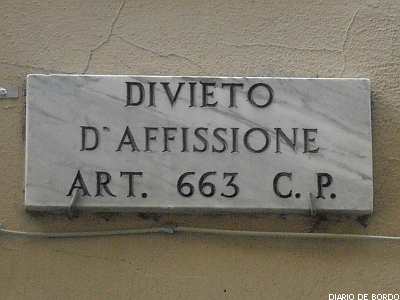 DIVIETO
D'AFFISSIONE
ART. 663 C. P.
DIARIO DE BORDO